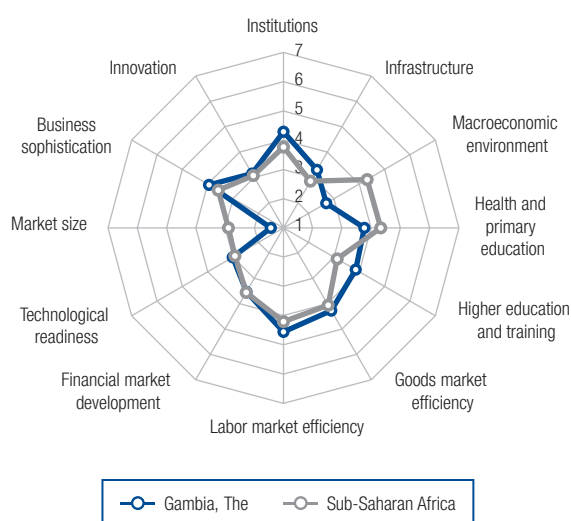 Institutions
7
6
5
4
3
2
1
Innovation
Infrastructure
Business
sophistication
Macroeconomic
environment
Market size
Health and
primary
education
Technological
readiness
Higher education
and training
Financial market
development
Goods market
efficiency
Labor market efficiency
Gambia, The
Sub-Saharan Africa